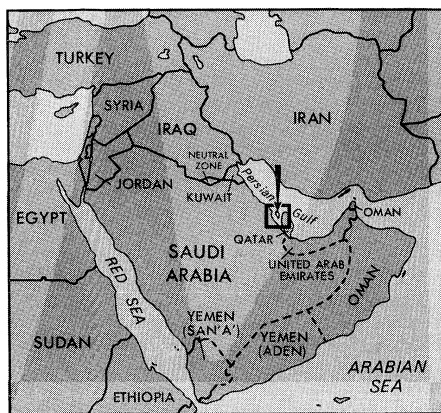 TURKEY
SYRIA
IRAQ
IRAN
NEUTRAL
ZONE
JORDAN
KUWAIT
Persian
Gulf
EGYPT
OMAN
QATAR
SAUDI
ARABIA
UNITED ARAB
EMIRATES
RED SEA
OMAN
YEMEN
(SAN'A')
YEMEN
(ADEN)
SUDAN
ARABIAN
SEA
ETHIOPIA